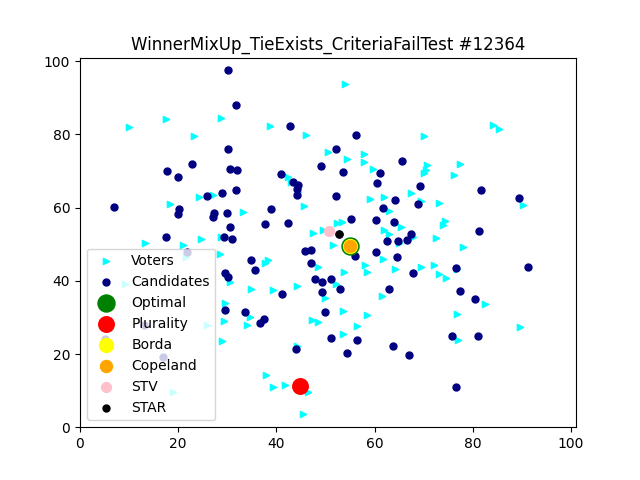 WinnerMixUp_TieExists_CriteriaFailTest #12364
100
80
60
40
20
0
Voters
Candidates
Optimal
Plurality
Borda
Copeland
STV
STAR
0 20 40 60 80 100